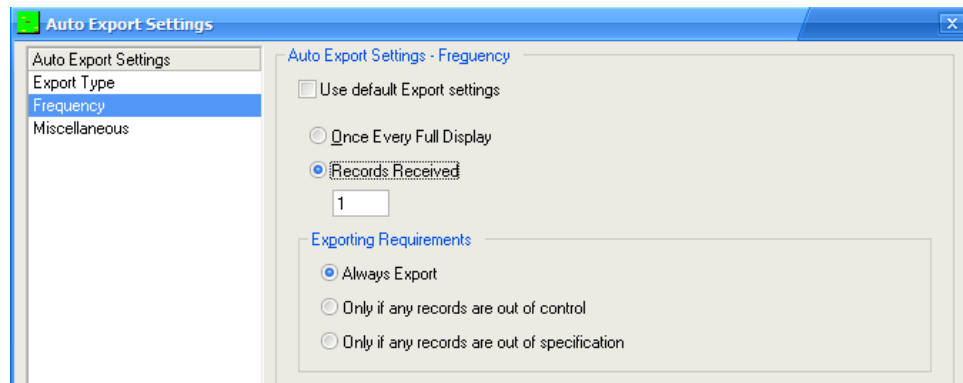 Auto Export Settings
Auto Export Settings
Export Type
Frequency
Miscellaneous
Auto Export Settings - Freguency
Use default Export settings
Once Every Full Display
Records Received
1
Exporting Requirements
Always Export
Only if any records are out of control
Only if any records are out of specification